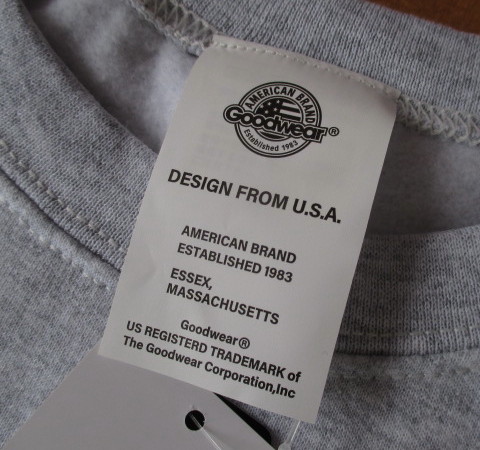 AMERICAN BRAND
Goodwear®
Established 1983
DESIGN FROM U.S.A.
AMERICAN BRAND
ESTABLISHED 1983
ESSEX,
MASSACHUSETTS
Goodwear®
US REGISTERD TRADEMARK of
The Goodwear Corporation,Inc